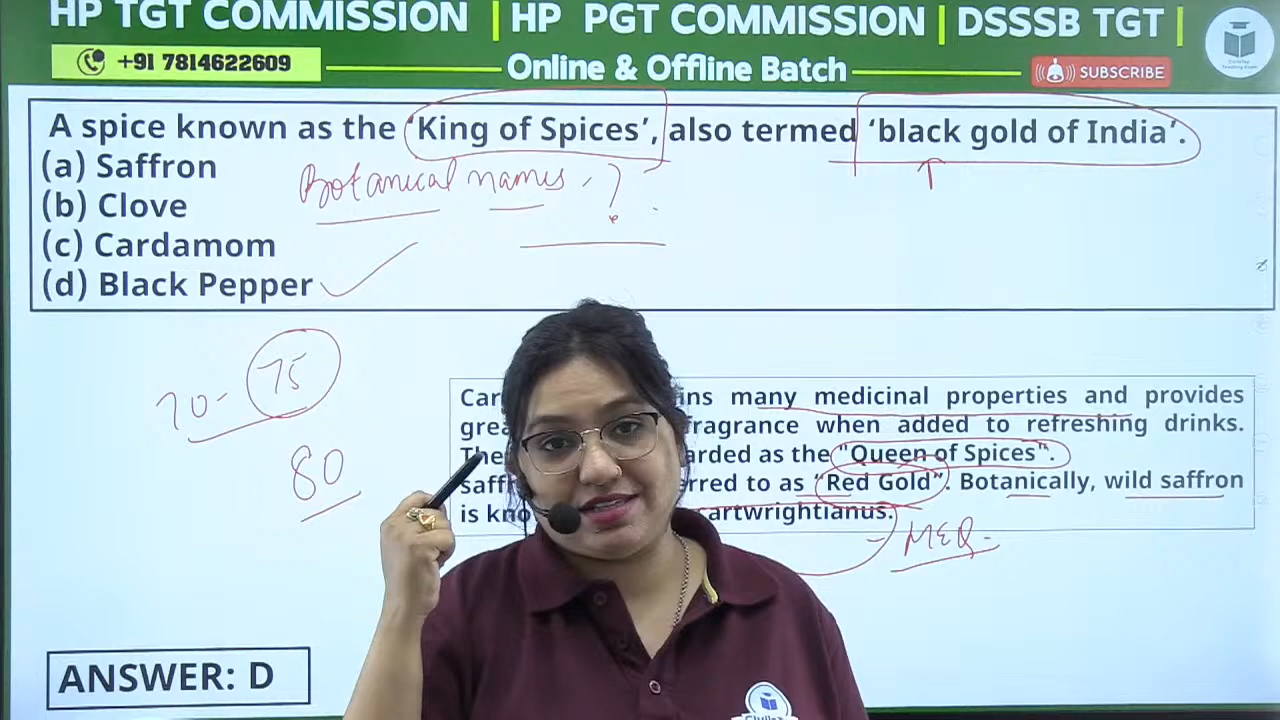 HP TGT COMMISSION | HP PGT COMMISSION | DSSSB TGT |
+91 7814622609 Online & Offline Batch SUBSCRIBE
A spice known as the ‘King of Spices’, also termed ‘black gold of India’.
(a) Saffron
Botanical names - ?
(b) Clove
(c) Cardamom
(d) Black Pepper
70-75
80
Car ins many medicinal properties and provides
grea fragrance when added to refreshing drinks.
The arded as the "Queen of Spices".
saffr erred to as “Red Gold”. Botanically, wild saffron
is kno artwrightianus.
ANSWER: D